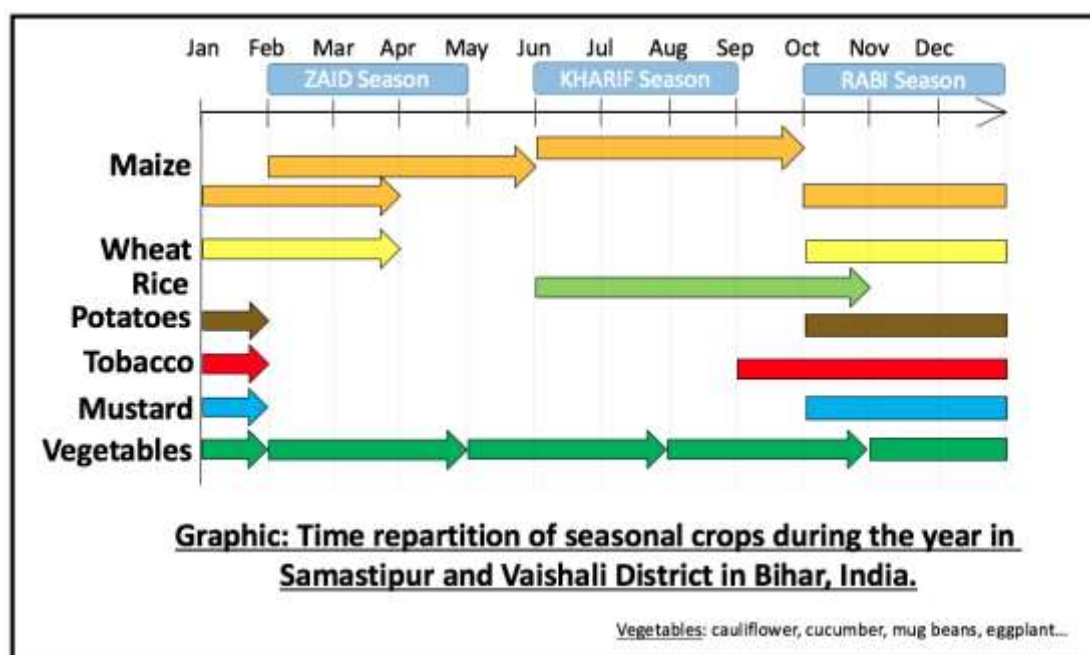 Jan Feb Mar Apr May Jun Jul Aug Sep Oct Nov Dec
ZAID Season KHARIF Season RABI Season
Maize
Wheat
Rice
Potatoes
Tobacco
Mustard
Vegetables
Graphic: Time repartition of seasonal crops during the year in
Samastipur and Vaishali District in Bihar, India.
Vegetables: cauliflower, cucumber, mug beans, eggplant...